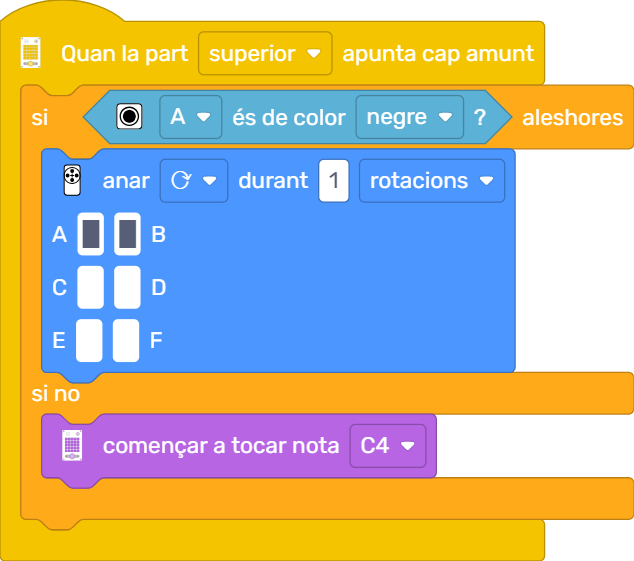 Quan la part superior apunta cap amunt
si A és de color negre ? aleshores
anar durant 1 rotacions
A B
C D
E F
si no
començar a tocar nota C4